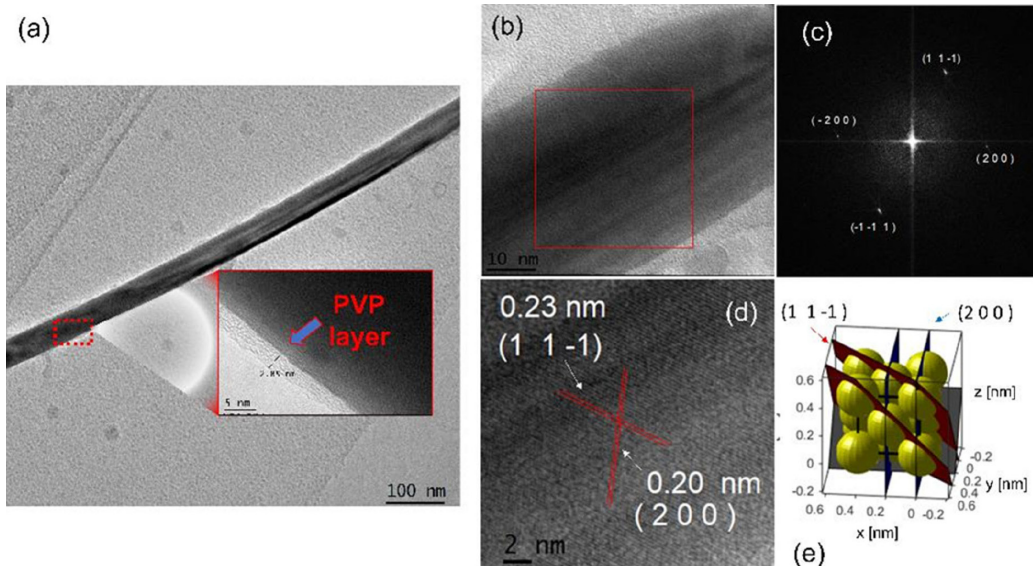 (a)
PVP
layer
2.85 nm
5 nm
100 nm
(b)
10 nm
(c)
(1 1 -1)
(-2 0 0)
(2 0 0)
(-1 -1 1)
(d)
0.23 nm
(1 1 -1)
0.20 nm
(2 0 0)
2 nm
(1 1 -1)
(2 0 0)
0.6
0.4
0.2
0
-0.2
0.6 0.4 0.2 0 -0.2
x [nm]
z [nm]
-0.2
0
0.2
0.4
0.6
y [nm]
(e)